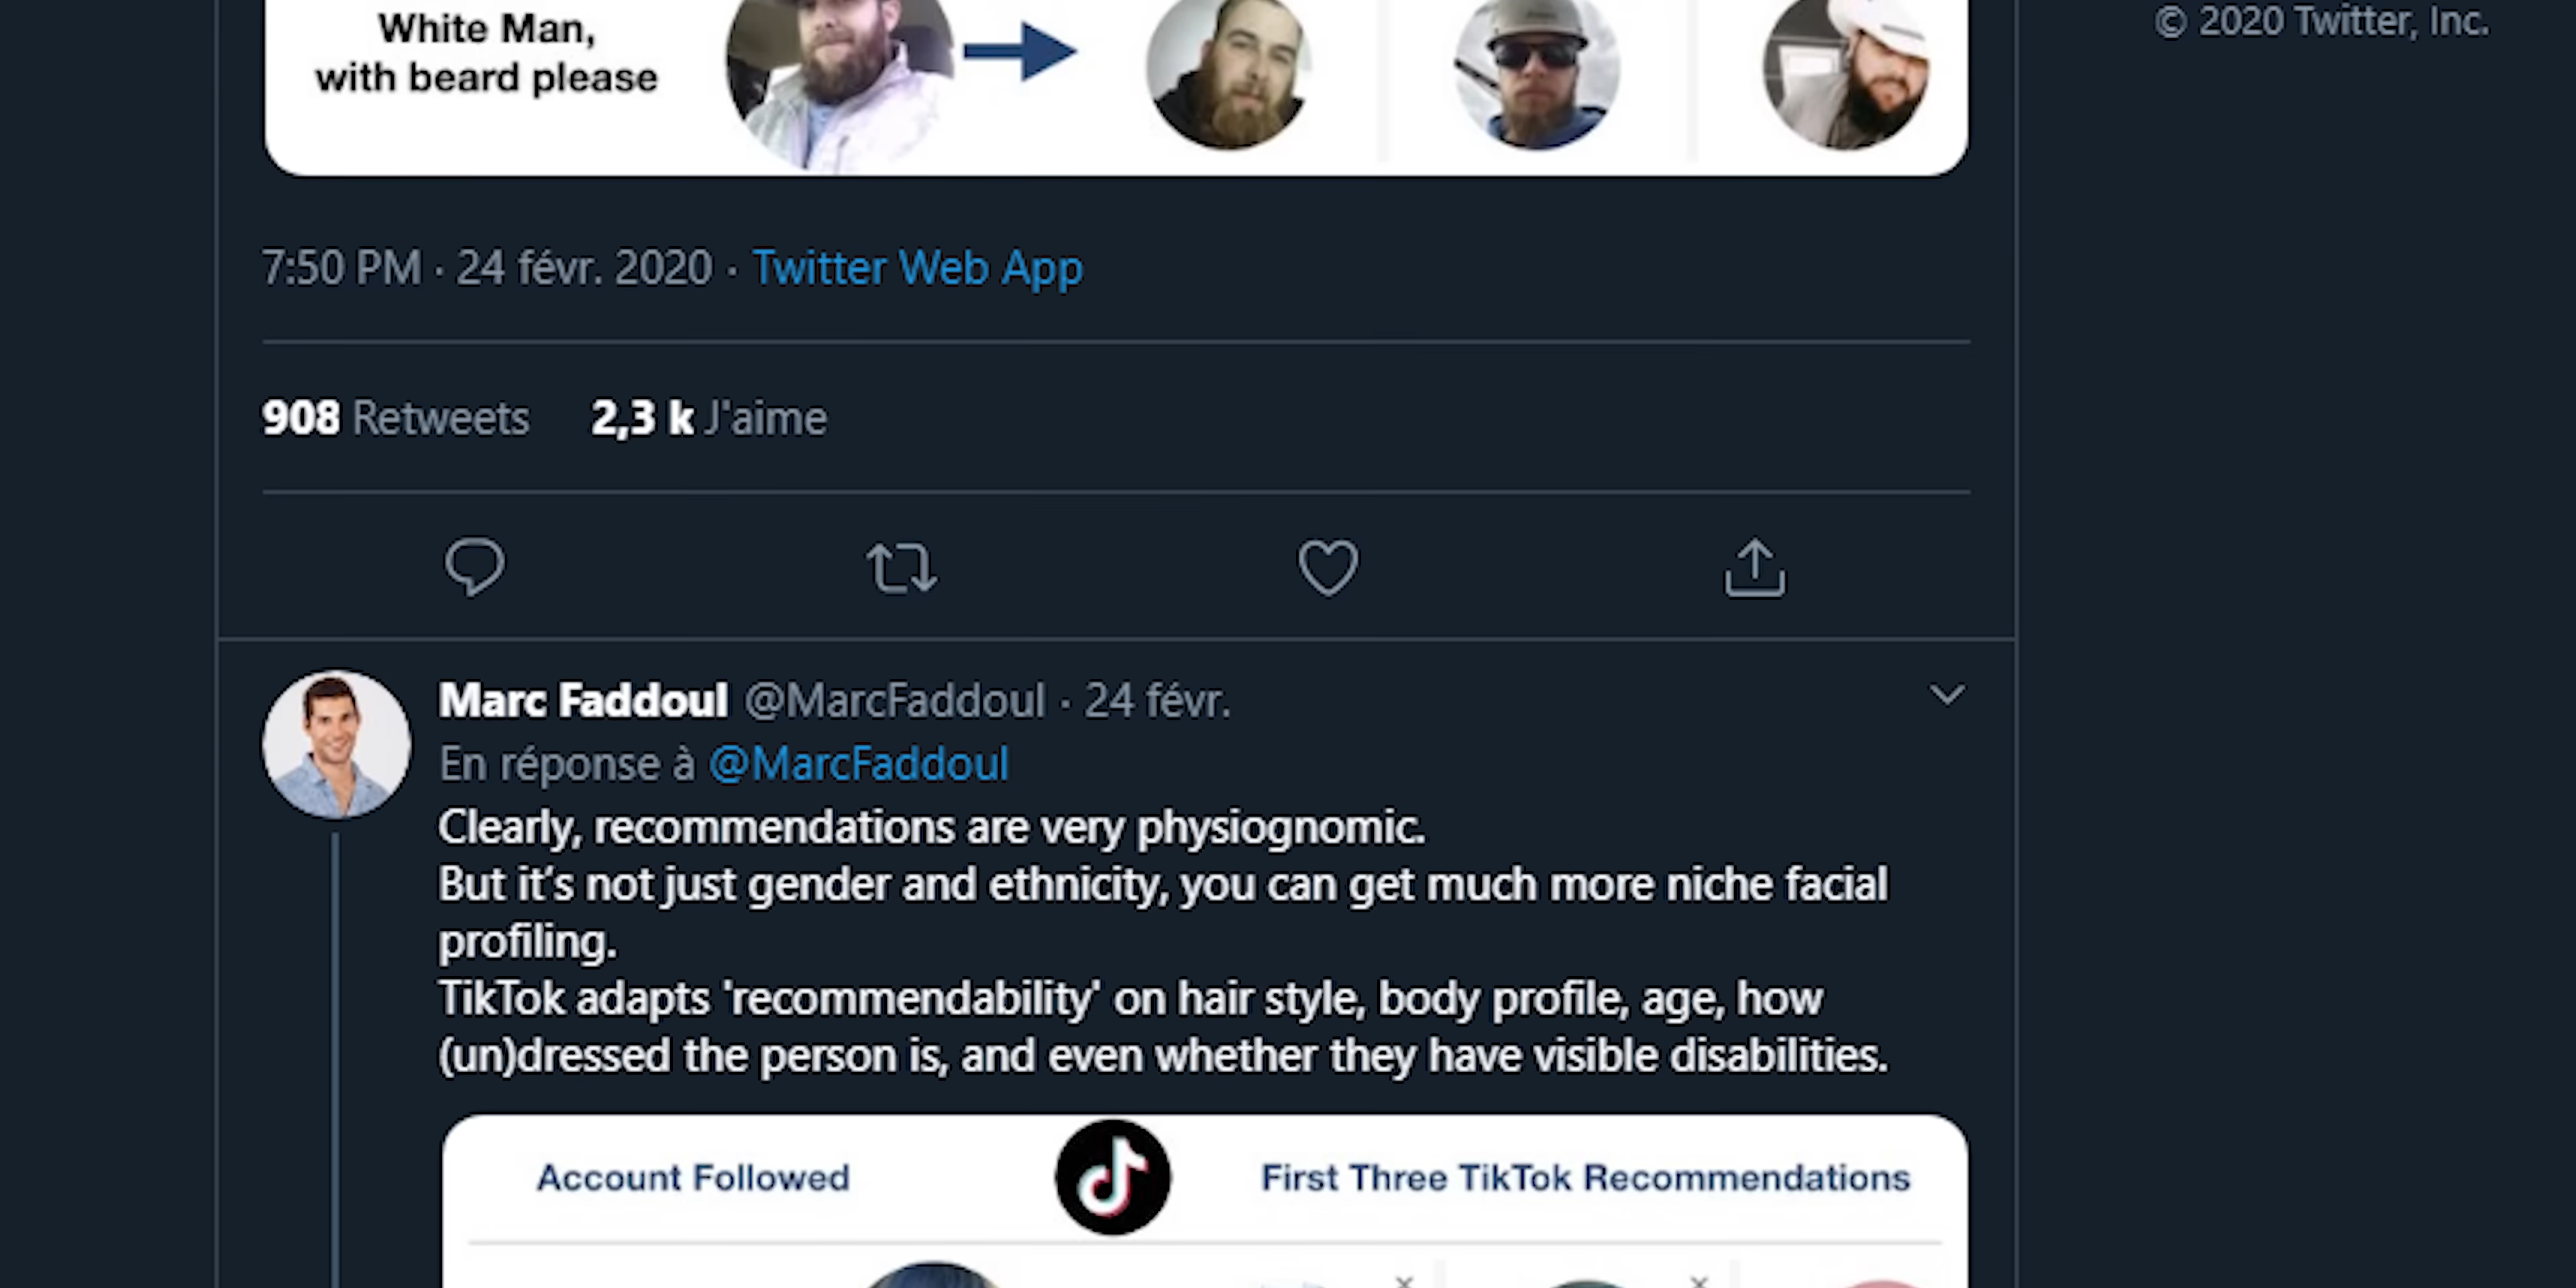 White Man,
with beard please
© 2020 Twitter, Inc.
7:50 PM · 24 févr. 2020 · Twitter Web App
908 Retweets 2,3 k J'aime
Marc Faddoul @MarcFaddoul · 24 févr.
En réponse à @MarcFaddoul
Clearly, recommendations are very physiognomic.
But it’s not just gender and ethnicity, you can get much more niche facial
profiling.
TikTok adapts 'recommendability' on hair style, body profile, age, how
(un)dressed the person is, and even whether they have visible disabilities.
Account Followed First Three TikTok Recommendations